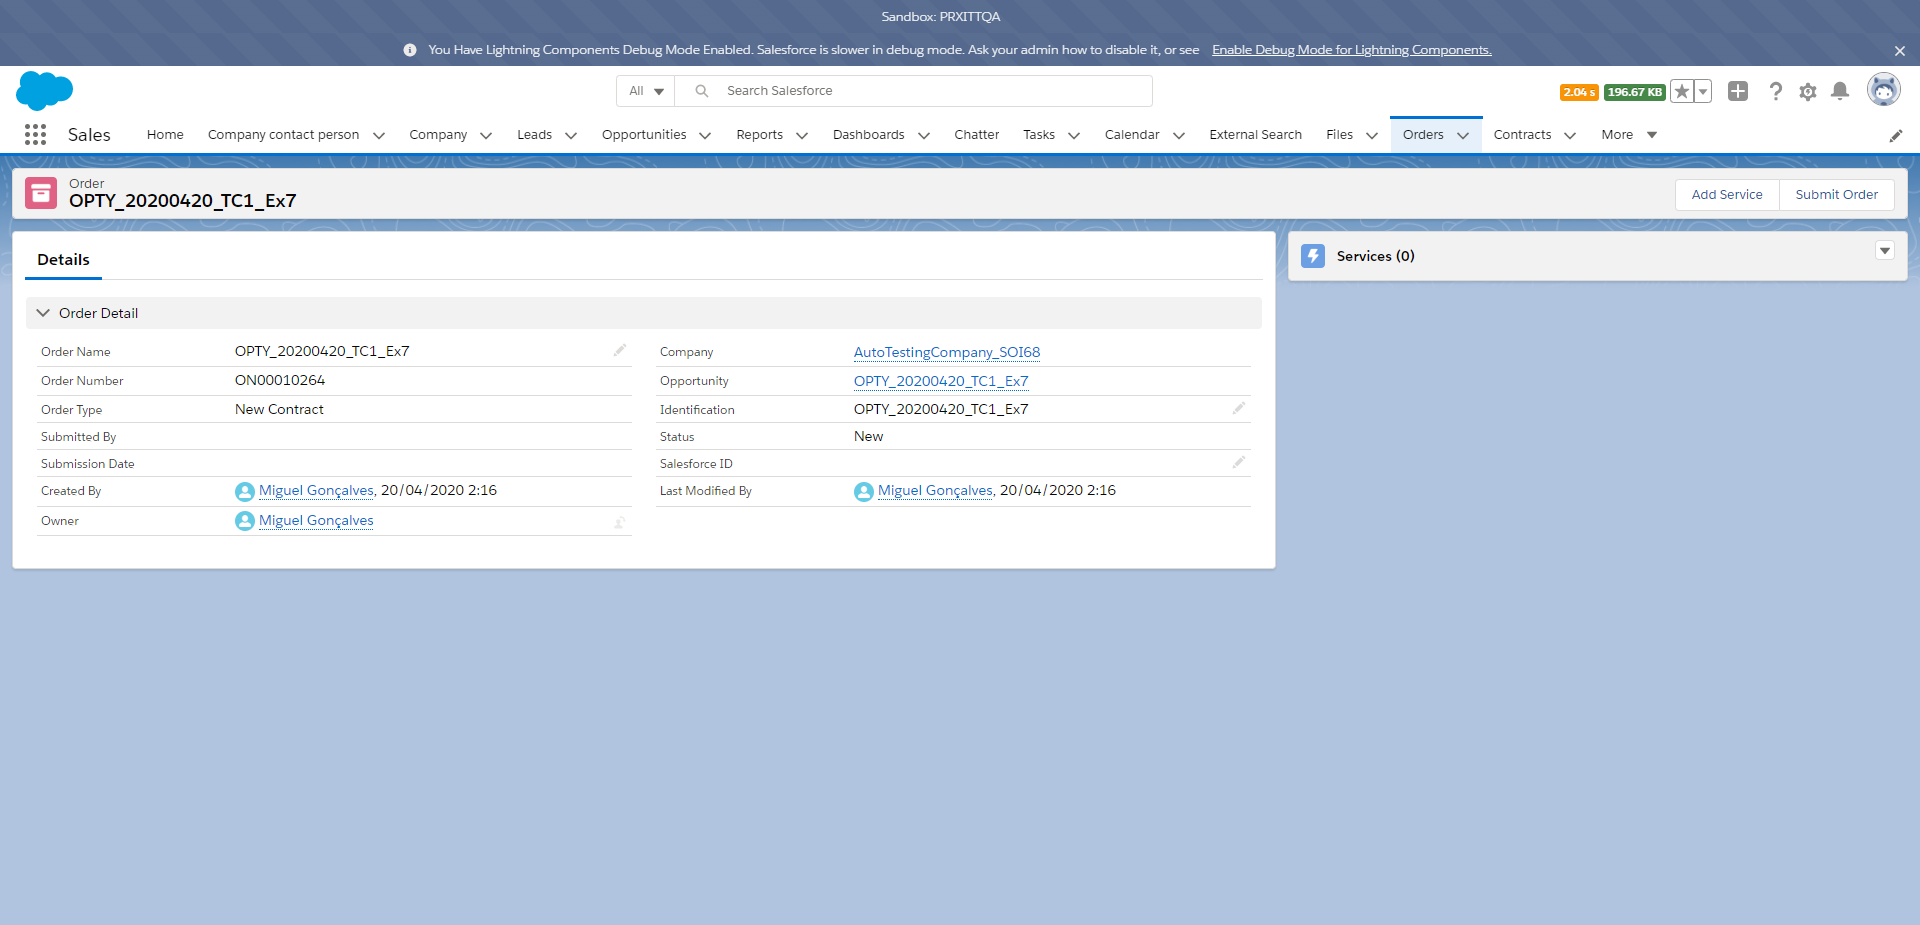 Sandbox: PRXITTQA
You Have Lightning Components Debug Mode Enabled. Salesforce is slower in debug mode. Ask your admin how to disable it, or see Enable Debug Mode for Lightning Components.
All Search Salesforce 2.04 s 196.67 KB
Sales Home Company contact person Company Leads Opportunities Reports Dashboards Chatter Tasks Calendar External Search Files Orders Contracts More
Order
OPTY_20200420_TC1_Ex7
Add Service Submit Order
Details
Services (0)
Order Detail
Order Name OPTY_20200420_TC1_Ex7 Company AutoTestingCompany_SOI68
Order Number ON00010264 Opportunity OPTY_20200420_TC1_Ex7
Order Type New Contract Identification OPTY_20200420_TC1_Ex7
Submitted By Status New
Submission Date Salesforce ID
Created By Miguel Gonçalves, 20/04/2020 2:16 Last Modified By Miguel Gonçalves, 20/04/2020 2:16
Owner Miguel Gonçalves